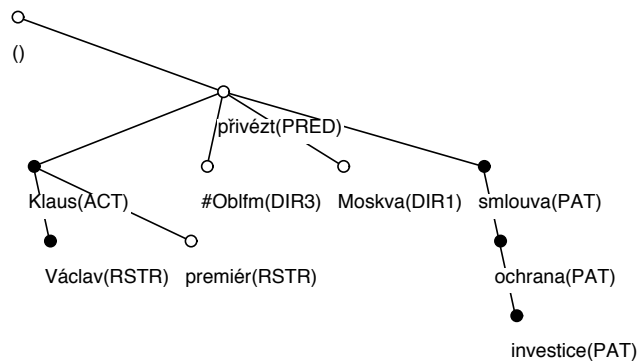 ()
přivézt(PRED)
Klaus(ACT) #Oblfm(DIR3) Moskva(DIR1) smlouva(PAT)
Václav(RSTR) premiér(RSTR) ochrana(PAT)
investice(PAT)